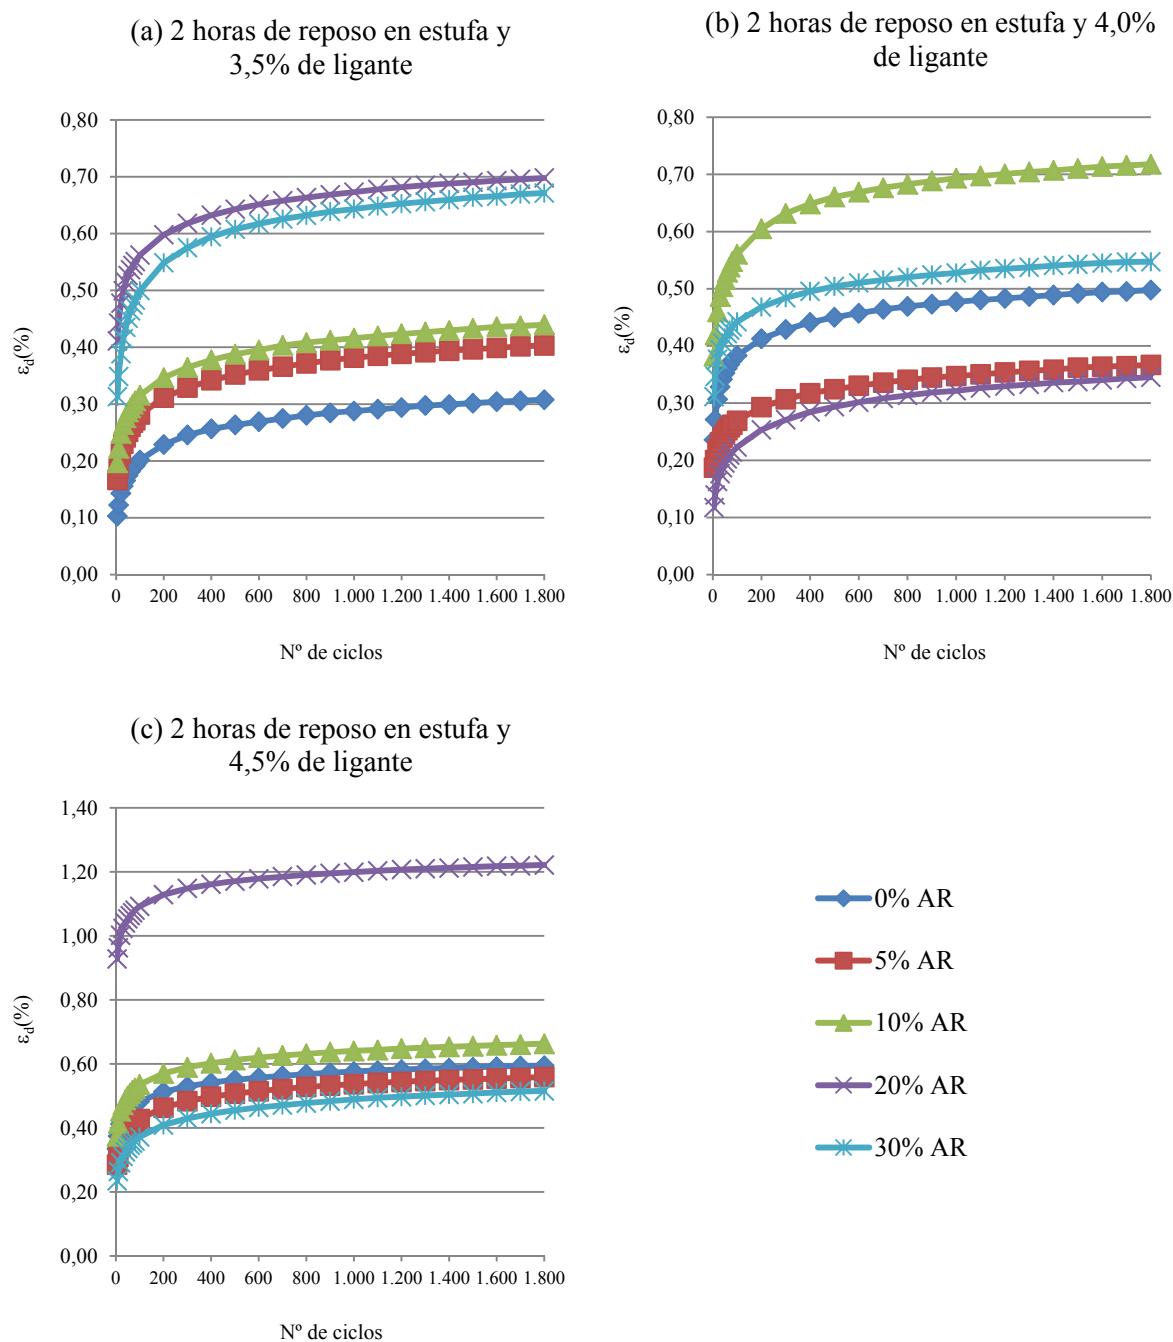 (a) 2 horas de reposo en estufa y
3,5% de ligante
0,80
0,70
0,60
0,50
0,40
0,30
0,20
0,10
0,00
εd(%)
0 200 400 600 800 1.000 1.200 1.400 1.600 1.800
Nº de ciclos
(b) 2 horas de reposo en estufa y 4,0%
de ligante
0,80
0,70
0,60
0,50
0,40
0,30
0,20
0,10
0,00
εd(%)
0 200 400 600 800 1.000 1.200 1.400 1.600 1.800
Nº de ciclos
(c) 2 horas de reposo en estufa y
4,5% de ligante
1,40
1,20
1,00
0,80
0,60
0,40
0,20
0,00
εd(%)
0 200 400 600 800 1.000 1.200 1.400 1.600 1.800
Nº de ciclos
0% AR
5% AR
10% AR
20% AR
30% AR